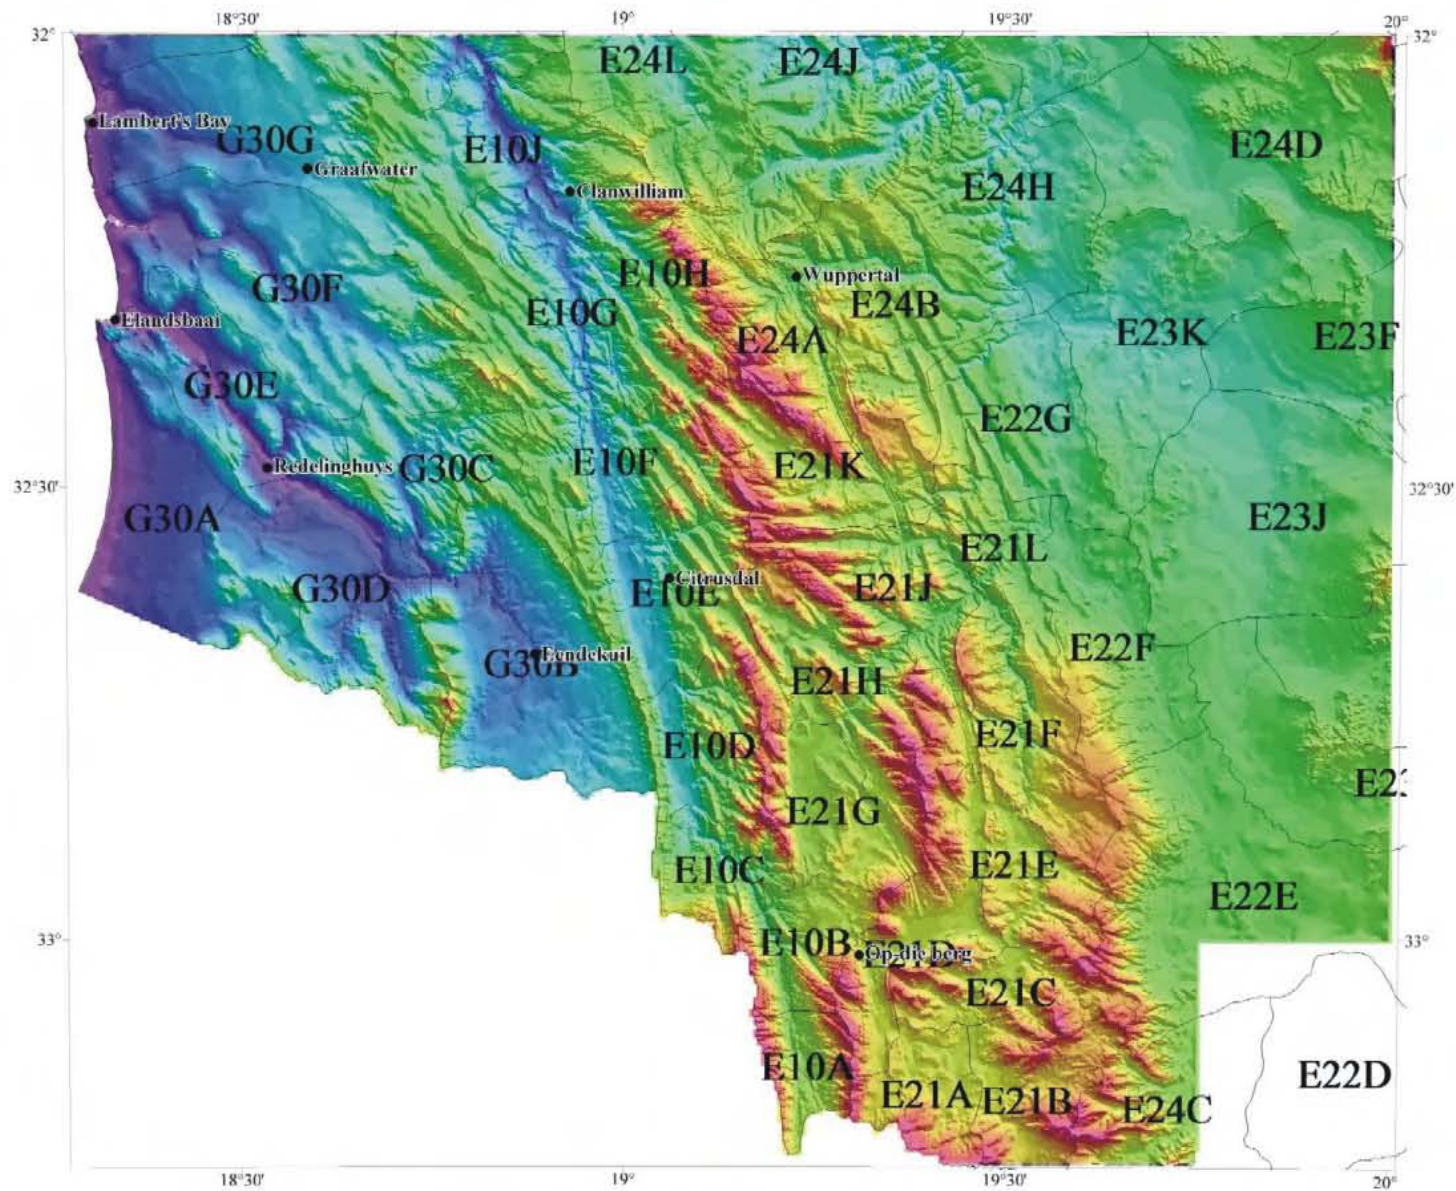 18°30'
19°
19°30'
20°
32°
32°
E24L
E24J
Lambert's Bay
G30G
Graafwater
E10J
E24D
Clanwilliam
E24H
E10H
Wuppertal
G30F
E10G
E24B
Elandsbaai
E24A
E23K
E23F
G30E
E22G
Redelinghuys
G30C
E10F
E21K
32°30'
32°30'
G30A
E23J
E21L
G30D
Citrusdal
E10E
E21J
Eendekuil
G30B
E22F
E21H
E10D
E21F
E21G
E10C
E21E
E22E
33°
33°
E10B
Op-die berg
E21D
E21C
E10A
E22D
E21A
E21B
E24C
18°30'
19°
19°30'
20°